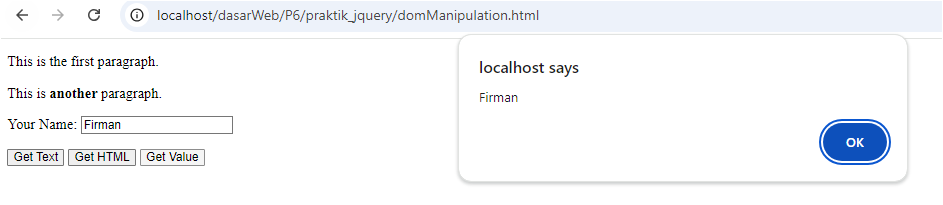 localhost/dasarWeb/P6/praktik_jquery/domManipulation.html
This is the first paragraph.
This is another paragraph.
Your Name: Firman
Get Text Get HTML Get Value
localhost says
Firman
OK